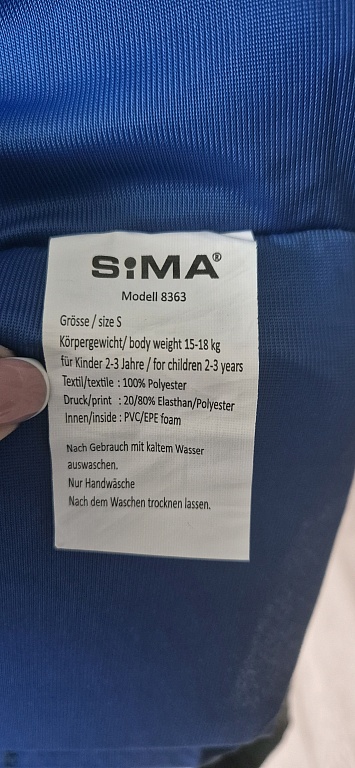 SiMA®
Modell 8363
Grösse / size S
Körpergewicht/ body weight 15-18 kg
für Kinder 2-3 Jahre / for children 2-3 years
Textil/textile : 100% Polyester
Druck/print : 20/80% Elasthan/Polyester
Innen/inside : PVC/EPE foam
Nach Gebrauch mit kaltem Wasser
auswaschen.
Nur Handwäsche
Nach dem Waschen trocknen lassen.